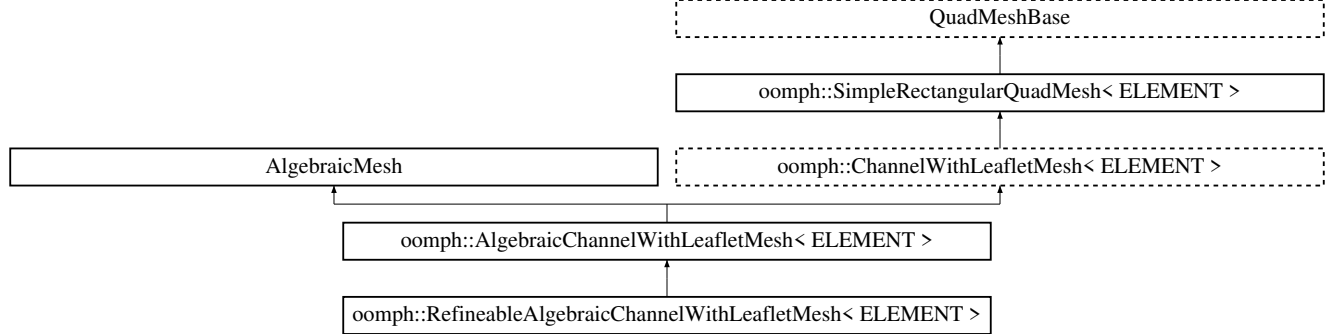 QuadMeshBase
oomph::SimpleRectangularQuadMesh< ELEMENT >
AlgebraicMesh
oomph::ChannelWithLeafletMesh< ELEMENT >
oomph::AlgebraicChannelWithLeafletMesh< ELEMENT >
oomph::RefineableAlgebraicChannelWithLeafletMesh< ELEMENT >